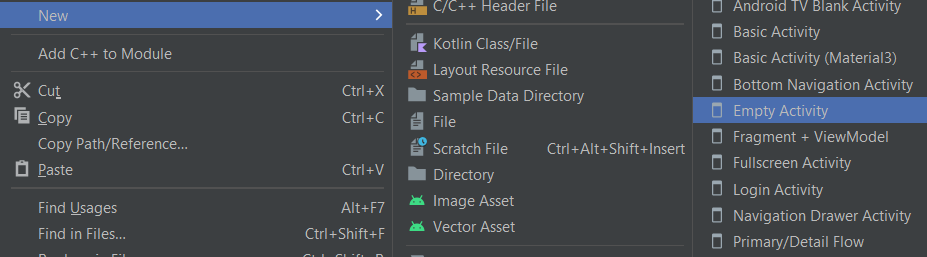 New
Add C++ to Module
Cut Ctrl+X
Copy Ctrl+C
Copy Path/Reference...
Paste Ctrl+V
Find Usages Alt+F7
Find in Files... Ctrl+Shift+F
C/C++ Header File
Kotlin Class/File
Layout Resource File
Sample Data Directory
File
Scratch File Ctrl+Alt+Shift+Insert
Directory
Image Asset
Vector Asset
Android TV Blank Activity
Basic Activity
Basic Activity (Material3)
Bottom Navigation Activity
Empty Activity
Fragment + ViewModel
Fullscreen Activity
Login Activity
Navigation Drawer Activity
Primary/Detail Flow